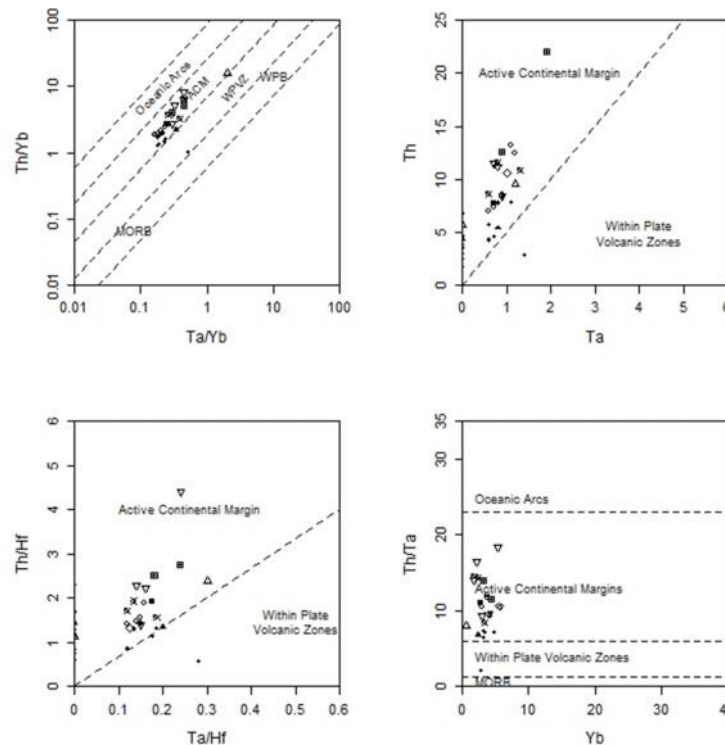 100
10
1
0.1
0.01
Th/Yb
Oceanic Arcs
ACM
WPVZ
WPB
MORB
0.01
0.1
1
10
100
Ta/Yb
25
20
15
10
5
0
Th
Active Continental Margin
Within Plate
Volcanic Zones
0
1
2
3
4
5
6
Ta
6
5
4
3
2
1
0
Th/Hf
Active Continental Margin
Within Plate
Volcanic Zones
0
0.1
0.2
0.3
0.4
0.5
0.6
Ta/Hf
35
30
25
20
15
10
5
0
Th/Ta
Oceanic Arcs
Active Continental Margins
Within Plate Volcanic Zones
MORB
0
10
20
30
Yb